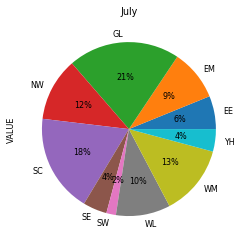 July
GL
NW
EM
21%
9%
12%
EE
6%
VALUE
4%
YH
18%
13%
4%
2%
10%
SC
WM
SE
SW
WL